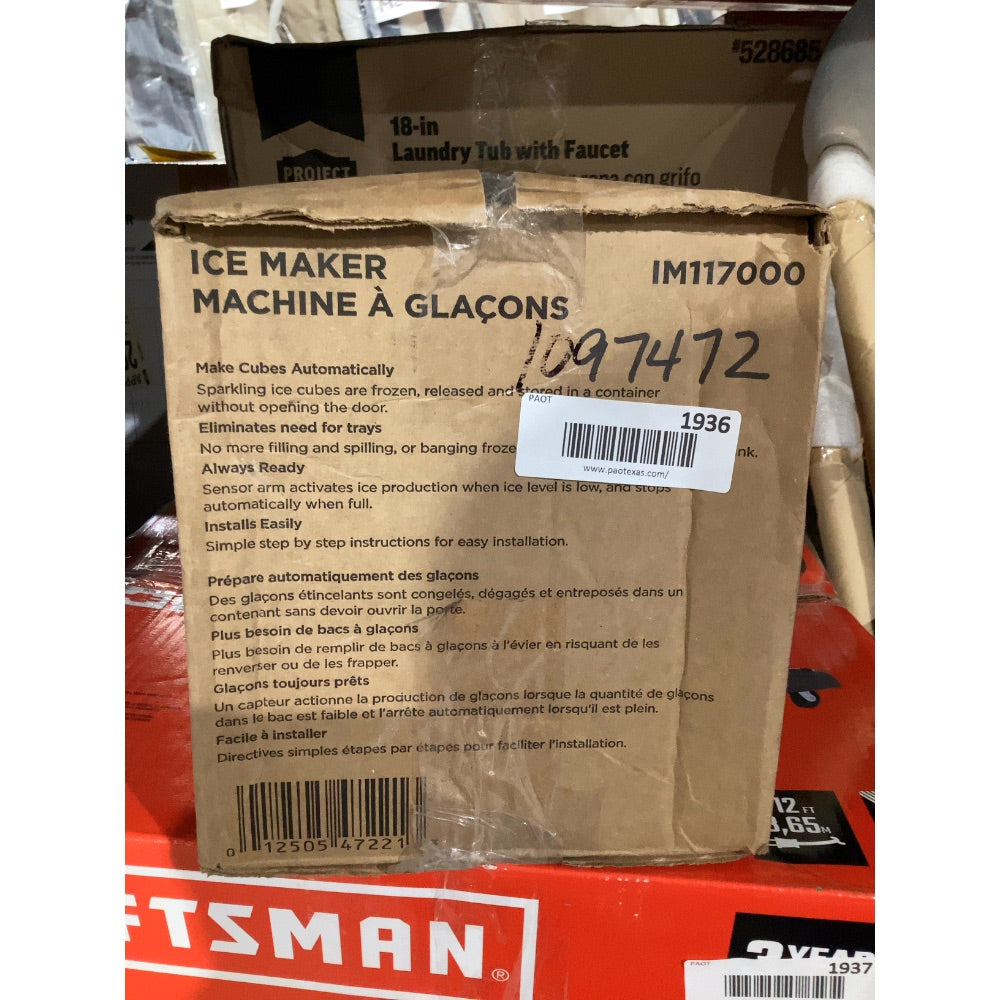 #528685
18-in
Laundry Tub with Faucet
ropa con grifo
PROJECT
ICE MAKER
IM117000
MACHINE À GLAÇONS
1097472
Make Cubes Automatically
Sparkling ice cubes are frozen, released and stored in a container
without opening the door.
Eliminates need for trays
No more filling and spilling, or banging froze
nk.
PAOT
1936
www.paotexas.com/
Always Ready
Sensor arm activates ice production when ice level is low, and stops
automatically when full.
Installs Easily
Simple step by step instructions for easy installation.
Prépare automatiquement des glaçons
Des glaçons étincelants sont congelés, dégagés et entreposés dans un
contenant sans devoir ouvrir la porte.
Plus besoin de bacs à glaçons
Plus besoin de remplir de bacs à glaçons à l'évier en risquant de les
renverser ou de les frapper.
Glaçons toujours prêts
Un capteur actionne la production de glaçons lorsque la quantité de glaçons
dans le bac est faible et l'arrête automatiquement lorsqu'il est plein.
Facile à installer
Directives simples étapes par étapes pour faciliter l'installation.
0 12505 47221
12 FT
3,65M
FTSMAN®
3 YEAR
PAOT
1937